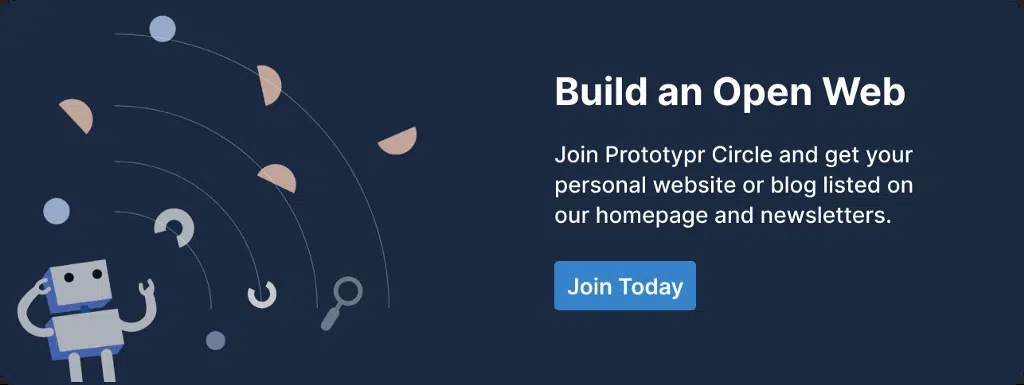 Build an Open Web
Join Prototypr Circle and get your
personal website or blog listed on
our homepage and newsletters.
Join Today